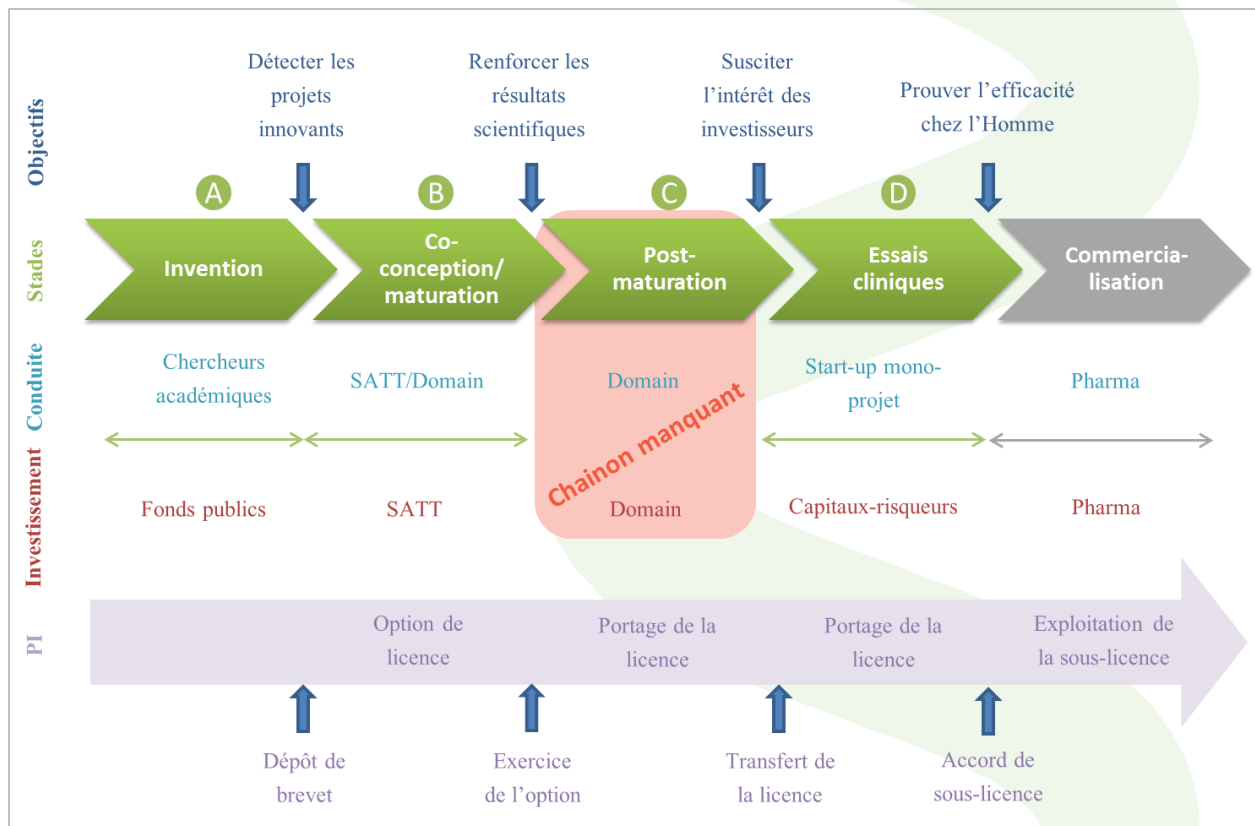 Objectifs
Détecter les
projets
innovants
Renforcer les
résultats
scientifiques
Susciter
l’intérêt des
investisseurs
Prouver l’efficacité
chez l’Homme
A
B
C
D
Stades
Invention
Co-
conception/
maturation
Post-
maturation
Essais
cliniques
Commercia-
lisation
Conduite
Chercheurs
académiques
SATT/Domain
Domain
Start-up mono-
projet
Pharma
Chainon manquant
Investissement
Fonds publics
SATT
Domain
Capitaux-risqueurs
Pharma
PI
Option de
licence
Portage de la
licence
Portage de la
licence
Exploitation de
la sous-licence
Dépôt de
brevet
Exercice
de l’option
Transfert de
la licence
Accord de
sous-licence